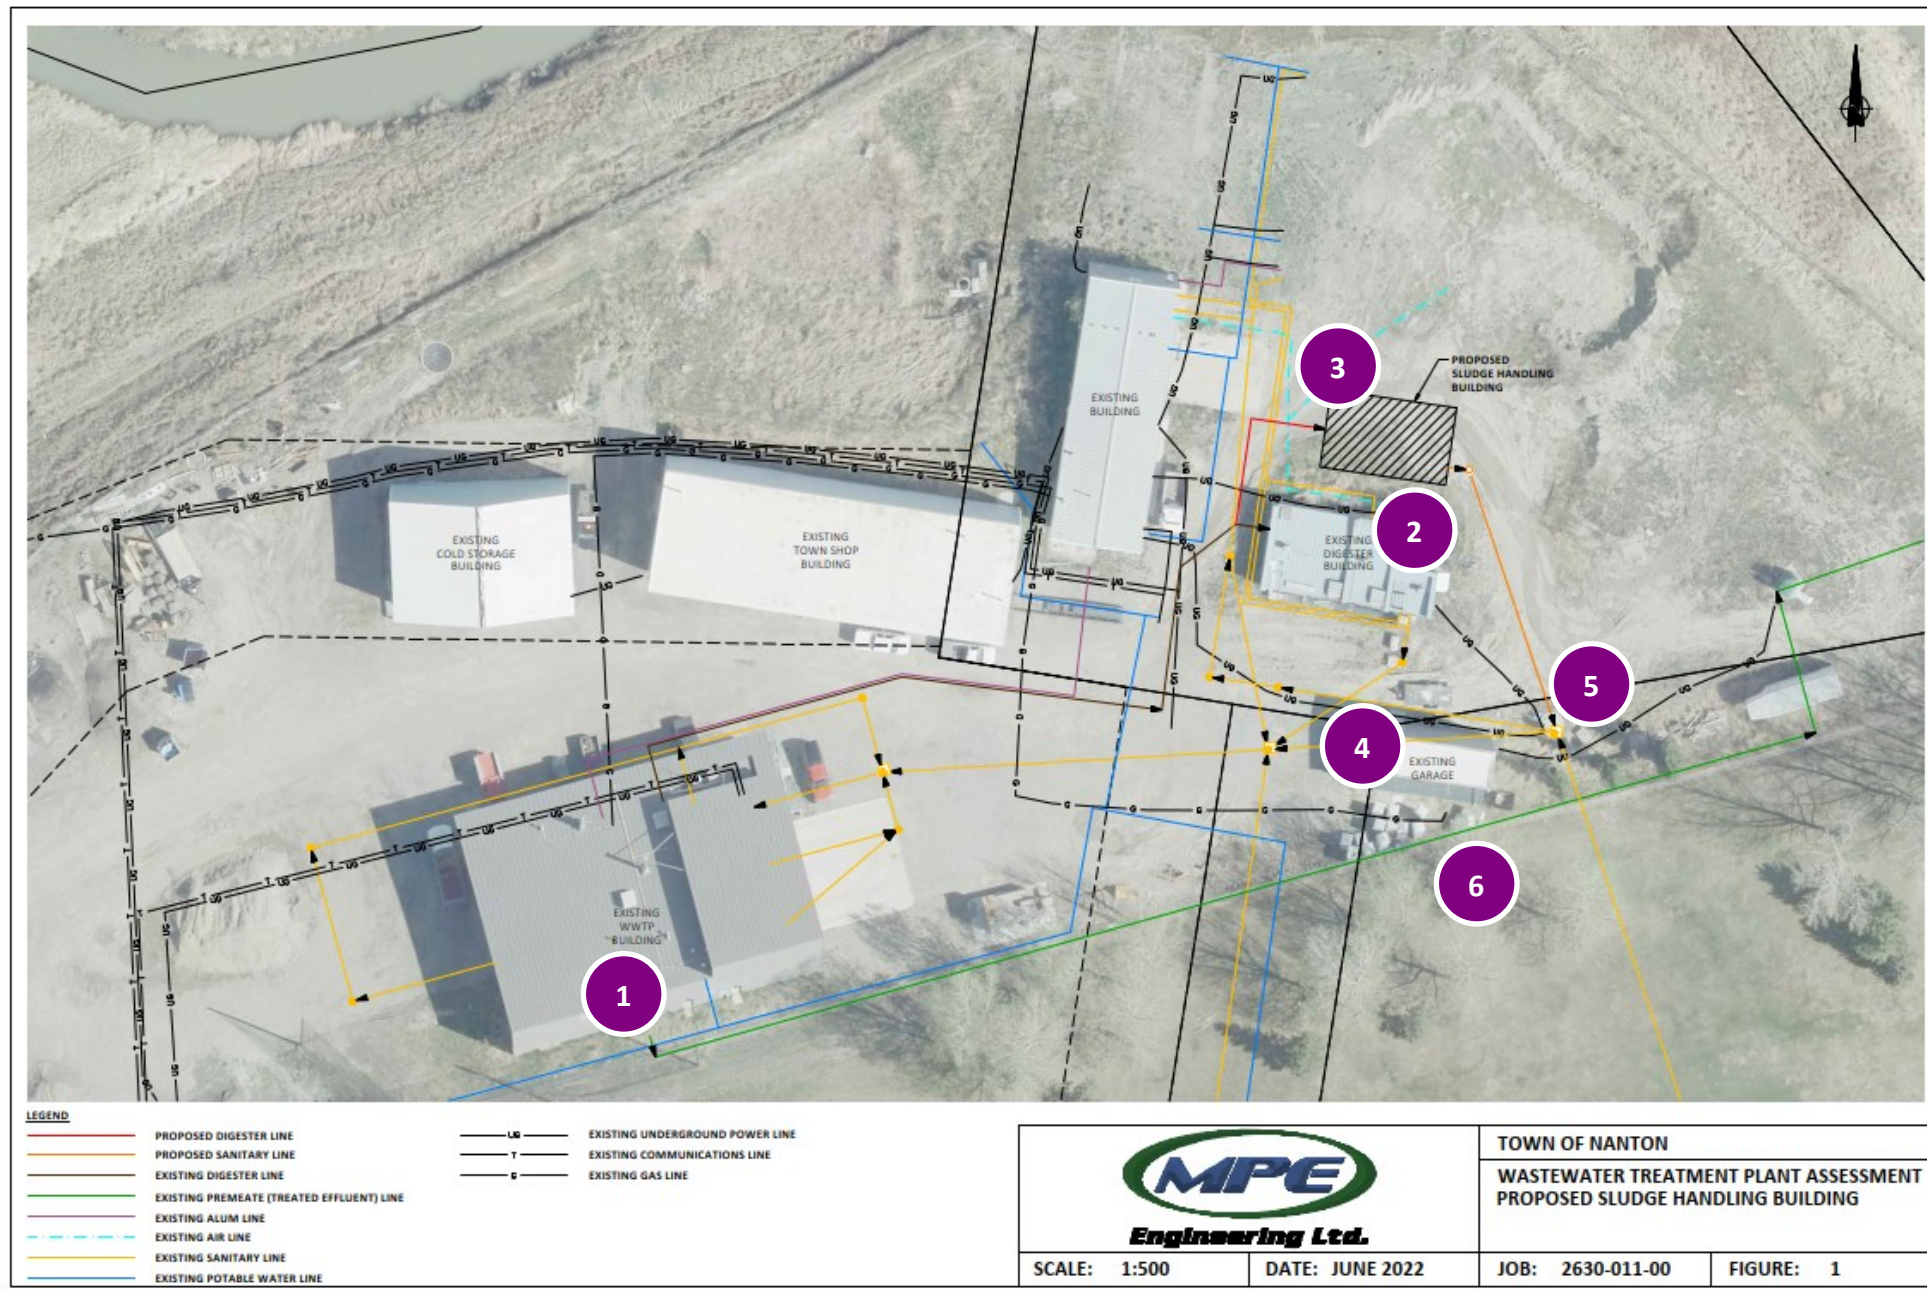 3
PROPOSED
SLUDGE HANDLING
BUILDING
EXISTING
BUILDING
EXISTING
COLD STORAGE
BUILDING
EXISTING
TOWN SHOP
BUILDING
EXISTING
DIGESTER
BUILDING
2
5
4
EXISTING
GARAGE
6
EXISTING
WWTP
BUILDING
1
LEGEND
PROPOSED DIGESTER LINE
PROPOSED SANITARY LINE
EXISTING DIGESTER LINE
EXISTING PREMEATE (TREATED EFFLUENT) LINE
EXISTING ALUM LINE
EXISTING AIR LINE
EXISTING SANITARY LINE
EXISTING POTABLE WATER LINE
UG EXISTING UNDERGROUND POWER LINE
T EXISTING COMMUNICATIONS LINE
G EXISTING GAS LINE
MPE
Engineering Ltd.
TOWN OF NANTON
WASTEWATER TREATMENT PLANT ASSESSMENT
PROPOSED SLUDGE HANDLING BUILDING
SCALE: 1:500
DATE: JUNE 2022
JOB: 2630-011-00
FIGURE: 1